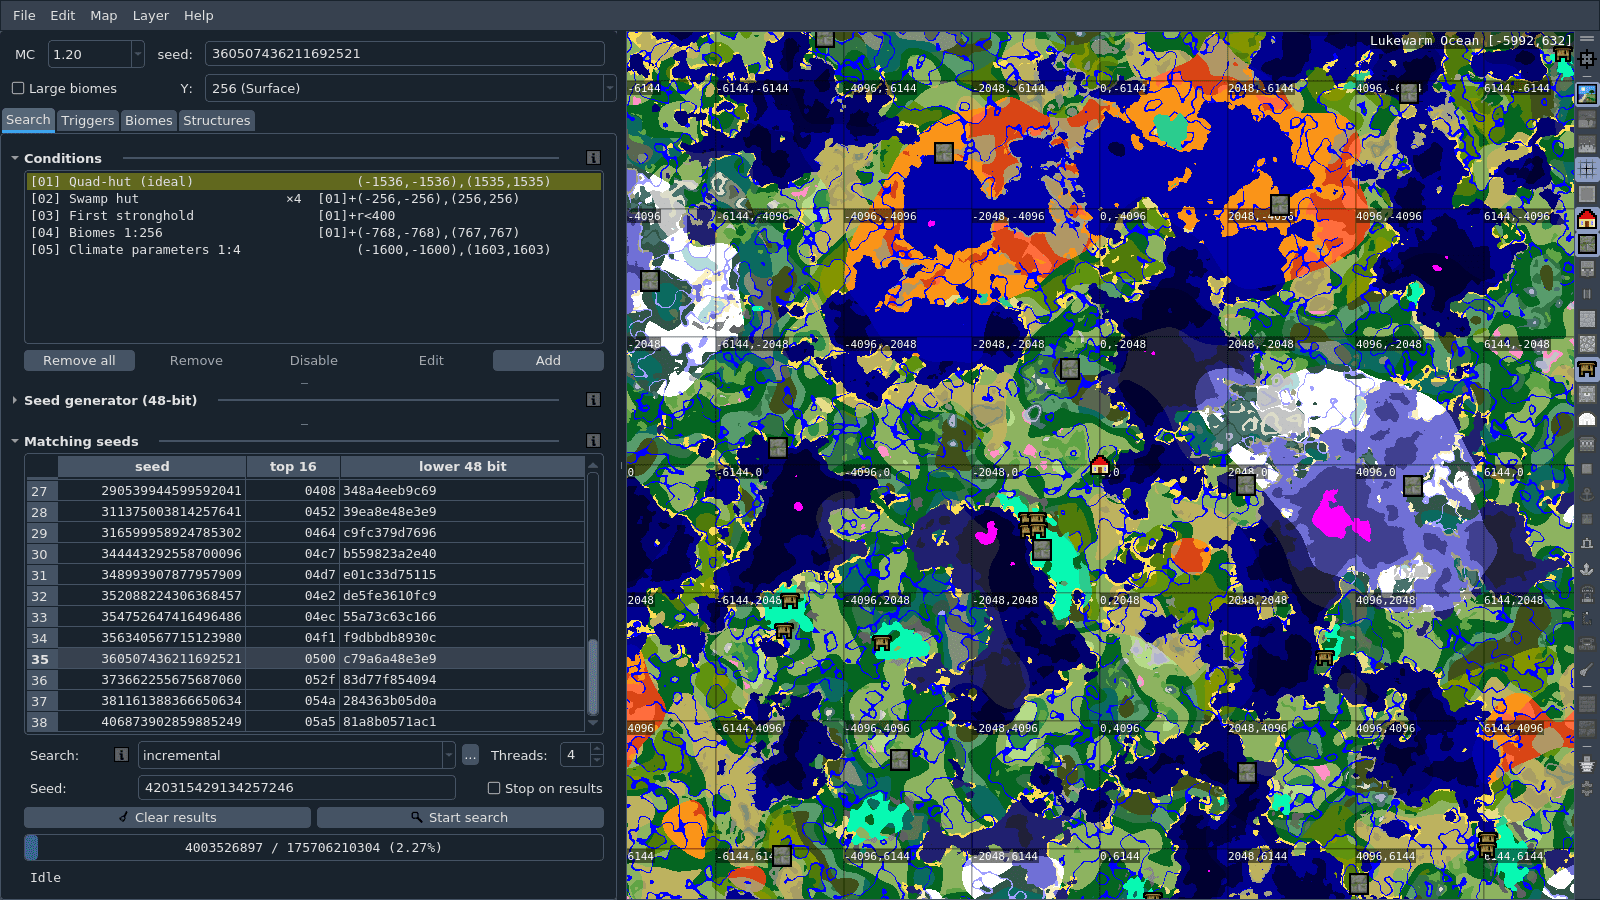 File Edit Map Layer Help
MC 1.20 seed: 360507436211692521
Large biomes Y: 256 (Surface)
Search Triggers Biomes Structures
Conditions
[01] Quad-hut (ideal) (-1536,-1536),(1535,1535)
[02] Swamp hut ×4 [01]+(-256,-256),(256,256)
[03] First stronghold [01]+r<400
[04] Biomes 1:256 [01]+(-768,-768),(767,767)
[05] Climate parameters 1:4 (-1600,-1600),(1603,1603)
Remove all Remove Disable Edit Add
Seed generator (48-bit)
Matching seeds
seed top 16 lower 48 bit
27 290539944599592041 0408 348a4eeb9c69
28 311375003814257641 0452 39ea8e48e3e9
29 316599958924785302 0464 c9fc379d7696
30 344443292558700096 04c7 b559823a2e40
31 348993907877957909 04d7 e01c33d75115
32 352088224306368457 04e2 de5fe3610fc9
33 354752647416496486 04ec 55a73c63c166
34 356340567715123980 04f1 f9dbbdb8930c
35 360507436211692521 0500 c79a6a48e3e9
36 373662255675687060 052f 83d77f854094
37 381161388366650634 054a 284363b05d0a
38 406873902859885249 05a5 81a8b0571ac1
Search: incremental ... Threads: 4
Seed: 420315429134257246 Stop on results
Clear results Start search
4003526897 / 175706210304 (2.27%)
Idle
Lukewarm Ocean [-5992,632]
-6144 -6144,-6144 -4096,-6144 -2048,-6144 0,-6144 2048,-6144 4096,-6144 6144,-6144
-4096 -6144,-4096 -4096,-4096 -2048,-4096 0,-4096 2048,-4096 4096,-4096 6144,-4096
-2048 -6144,-2048 -4096,-2048 -2048,-2048 0,-2048 2048,-2048 4096,-2048 6144,-2048
0 -6144,0 -4096,0 -2048,0 ,0 2048,0 4096,0 6144,0
2048 -6144,2048 -4096,2048 -2048,2048 0,2048 2048,2048 4096,2048 6144,2048
4096 -6144,4096 -4096,4096 -2048,4096 0,4096 2048,4096 4096,4096 6144,4096
6144 -6144,6144 -4096,6144 -2048,6144 0,6144 2048,6144 4096,6144 6144,6144